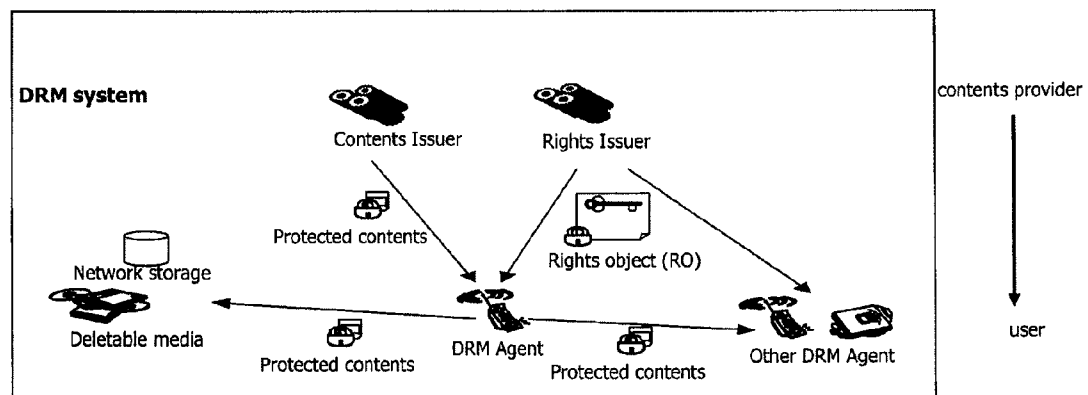 DRM system
contents provider
Contents Issuer
Rights Issuer
Protected contents
Rights object (RO)
Network storage
Deletable media
Protected contents
DRM Agent
Protected contents
Other DRM Agent
user